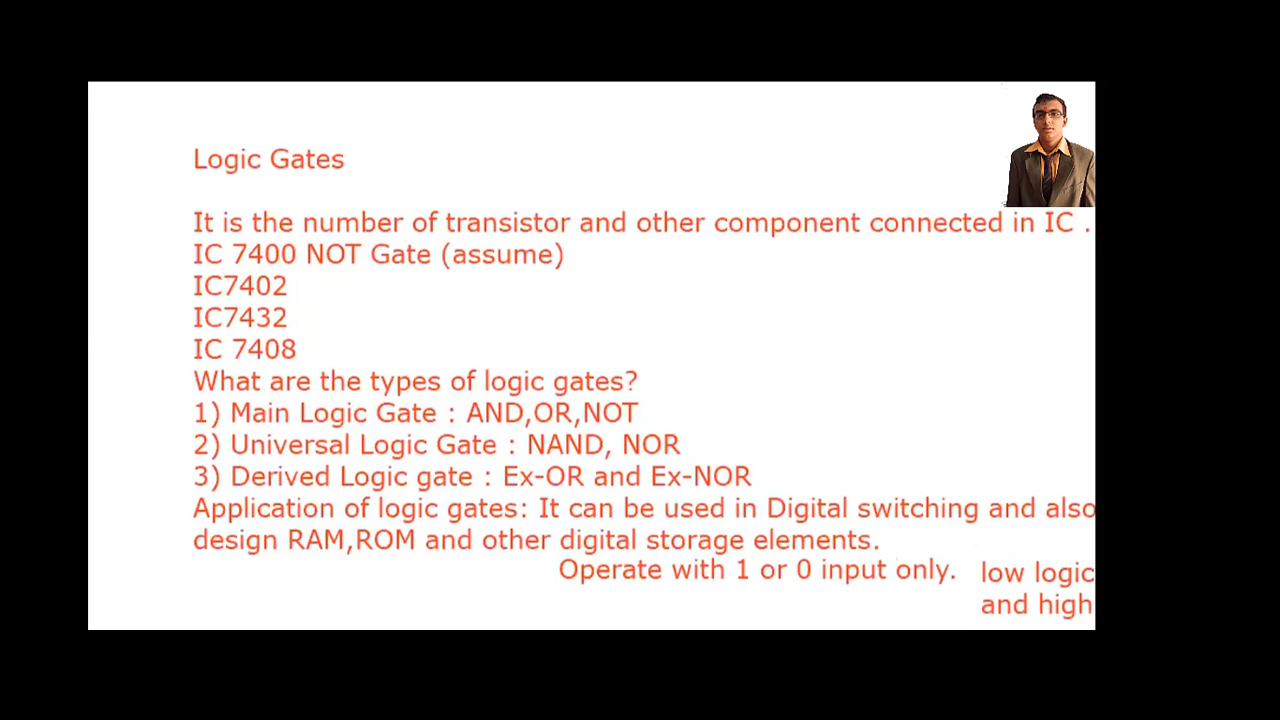 Logic Gates
It is the number of transistor and other component connected in IC .
IC 7400 NOT Gate (assume)
IC7402
IC7432
IC 7408
What are the types of logic gates?
1) Main Logic Gate : AND,OR,NOT
2) Universal Logic Gate : NAND, NOR
3) Derived Logic gate : Ex-OR and Ex-NOR
Application of logic gates: It can be used in Digital switching and also
design RAM,ROM and other digital storage elements.
Operate with 1 or 0 input only.
low logic
and high